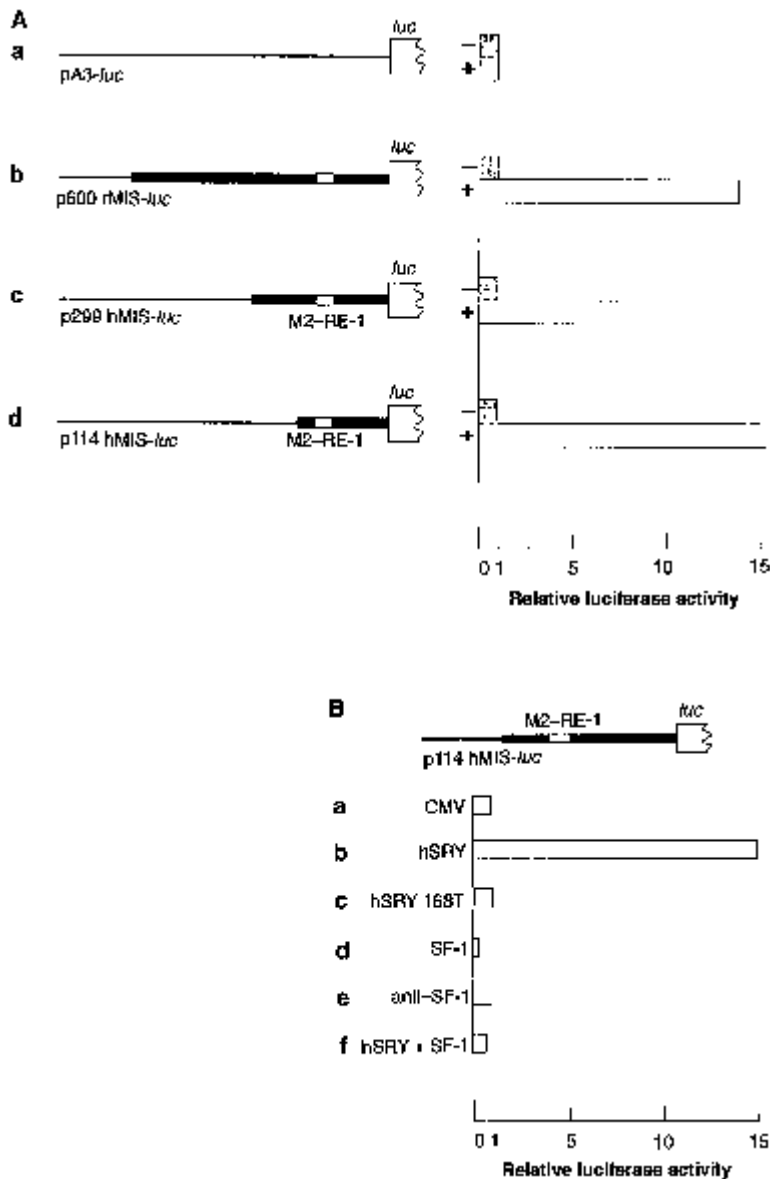 A
a
luc
pA3-luc
−
+
b
luc
p600 rMIS-luc
−
+
c
luc
p299 hMIS-luc
M2-RE-1
−
+
d
luc
p114 hMIS-luc
M2-RE-1
−
+
0 1 5 10 15
Relative luciferase activity
B
M2-RE-1
luc
p114 hMIS-luc
a CMV
b hSRY
c hSRY 168T
d SF-1
e anti-SF-1
f hSRY + SF-1
0 1 5 10 15
Relative luciferase activity